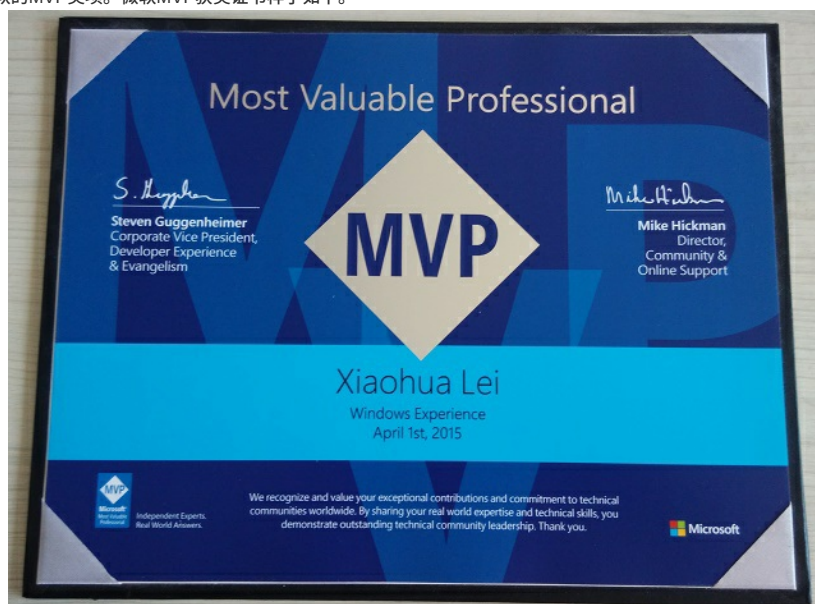 的MVP奖项。微软MVP获奖证书样子如下。
Most Valuable Professional
Steven Guggenheimer
Corporate Vice President,
Developer Experience
& Evangelism
MVP
Mike Hickman
Director,
Community &
Online Support
Xiaohua Lei
Windows Experience
April 1st, 2015
MVP
Microsoft
Most Valuable
Professional
Independent Experts.
Real World Answers.
We recognize and value your exceptional contributions and commitment to technical
communities worldwide. By sharing your real world expertise and technical skills, you
demonstrate outstanding technical community leadership. Thank you.
Microsoft